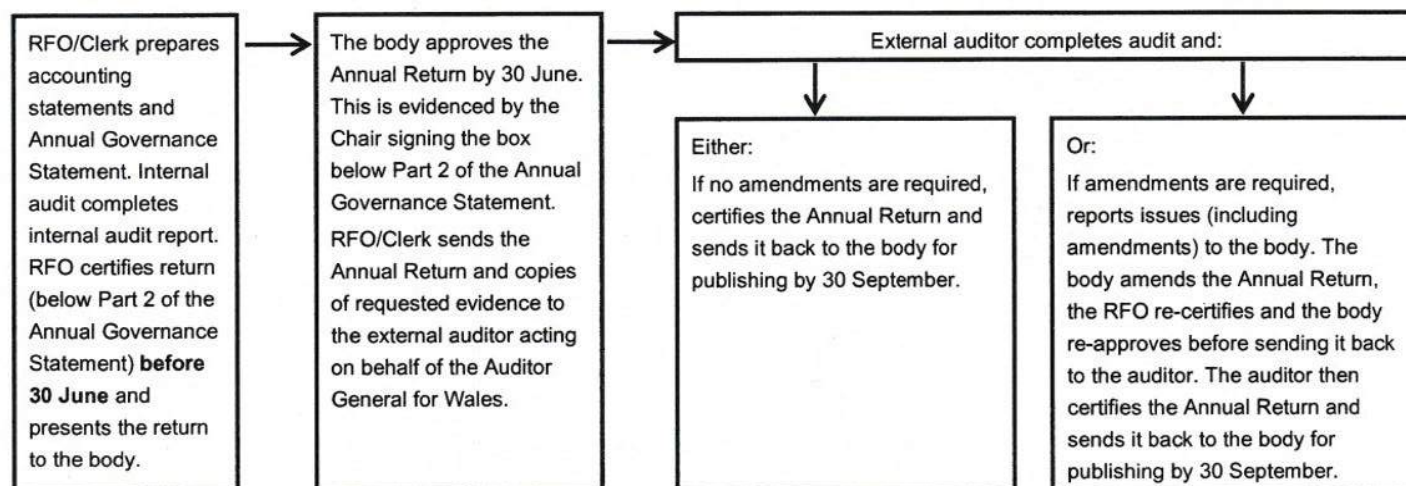 RFO/Clerk prepares
accounting
statements and
Annual Governance
Statement. Internal
audit completes
internal audit report.
RFO certifies return
(below Part 2 of the
Annual Governance
Statement) before
30 June and
presents the return
to the body.
The body approves the
Annual Return by 30 June.
This is evidenced by the
Chair signing the box
below Part 2 of the Annual
Governance Statement.
RFO/Clerk sends the
Annual Return and copies
of requested evidence to
the external auditor acting
on behalf of the Auditor
General for Wales.
External auditor completes audit and:
Either:
If no amendments are required,
certifies the Annual Return and
sends it back to the body for
publishing by 30 September.
Or:
If amendments are required,
reports issues (including
amendments) to the body. The
body amends the Annual Return,
the RFO re-certifies and the body
re-approves before sending it back
to the auditor. The auditor then
certifies the Annual Return and
sends it back to the body for
publishing by 30 September.